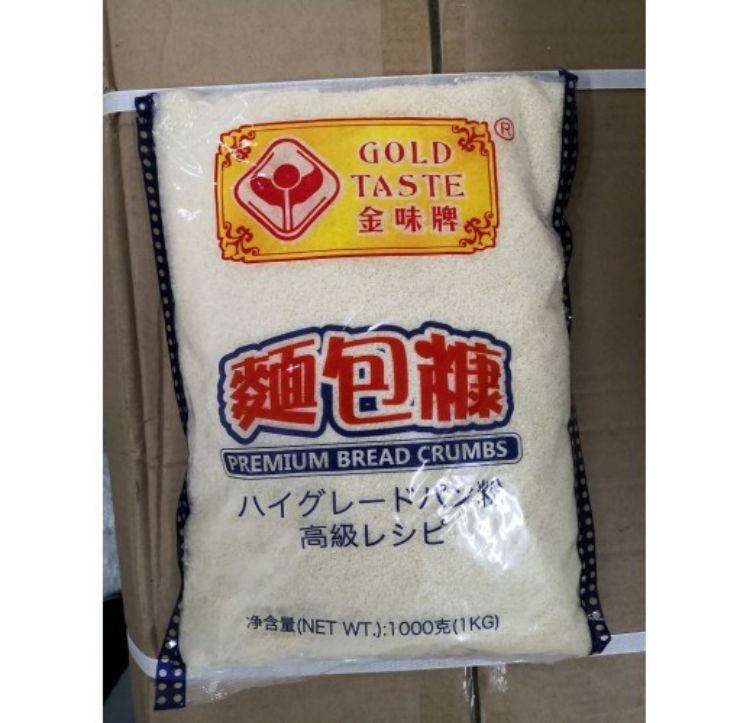 GOLD
TASTE
金味牌
®
麵包糠
PREMIUM BREAD CRUMBS
ハイグレードパン粉
高級レシピ
净含量(NET WT.):1000克(1KG)